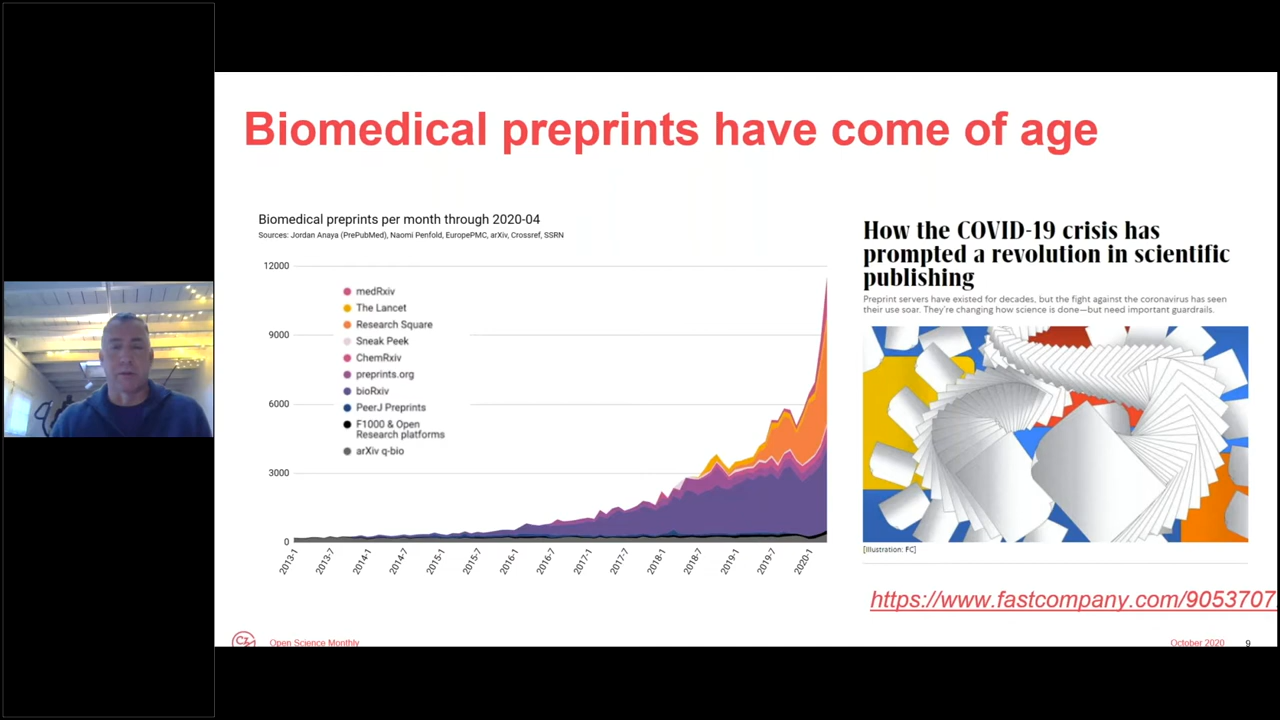 Biomedical preprints have come of age
Biomedical preprints per month through 2020-04
Sources: Jordan Anaya (PrePubMed), Naomi Penfold, EuropePMC, arXiv, Crossref, SSRN
12000
9000
6000
3000
0
medRxiv
The Lancet
Research Square
Sneak Peek
ChemRxiv
preprints.org
bioRxiv
PeerJ Preprints
F1000 & Open
Research platforms
arXiv q-bio
2013-1
2013-7
2014-1
2014-7
2015-1
2015-7
2016-1
2016-7
2017-1
2017-7
2018-1
2018-7
2019-1
2019-7
2020-1
How the COVID-19 crisis has
prompted a revolution in scientific
publishing
Preprint servers have existed for decades, but the fight against the coronavirus has seen
their use soar. They're changing how science is done—but need important guardrails.
[Illustration: FC]
https://www.fastcompany.com/9053707
CZ
Open Science Monthly
October 2020
9